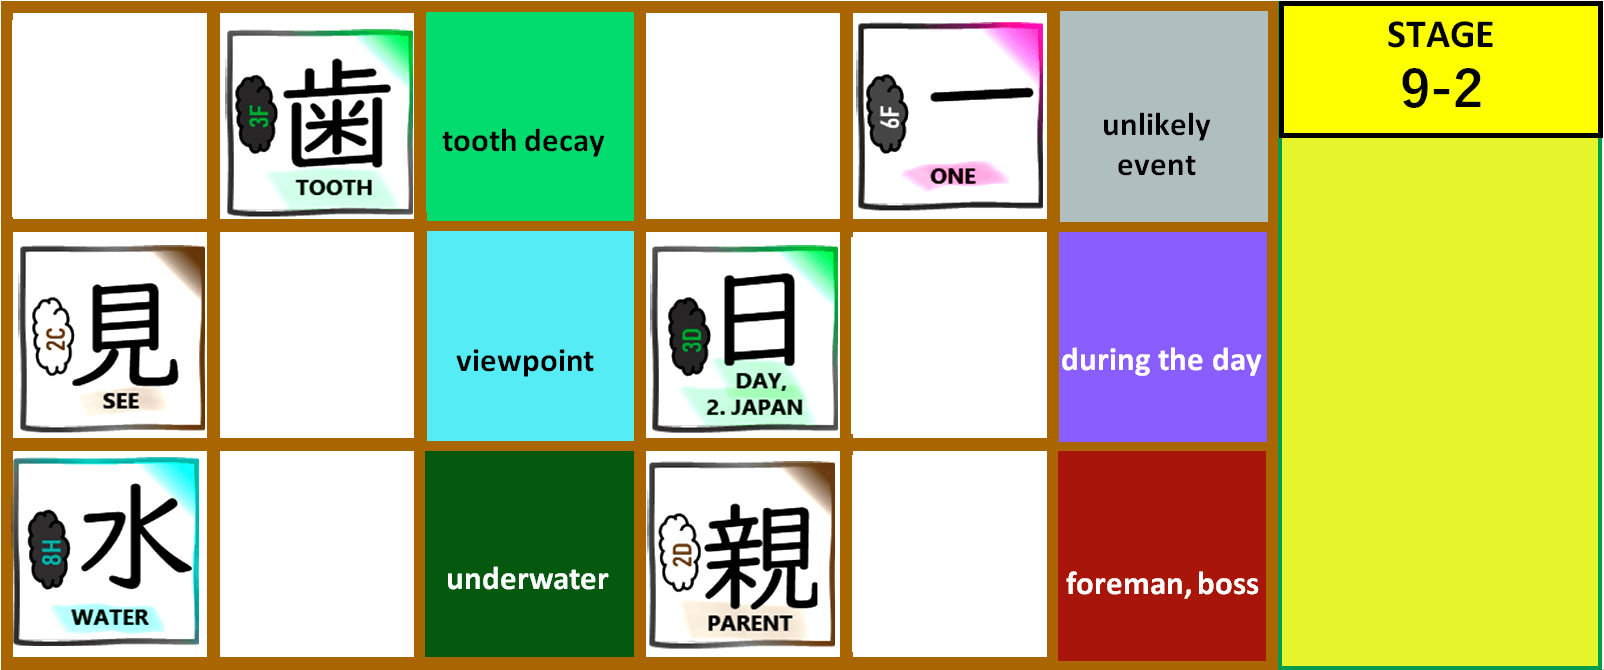 3F
歯
TOOTH
tooth decay
6F
一
ONE
unlikely
event
STAGE
9-2
2C
見
SEE
viewpoint
3D
日
DAY,
2. JAPAN
during the day
8H
水
WATER
underwater
2D
親
PARENT
foreman, boss